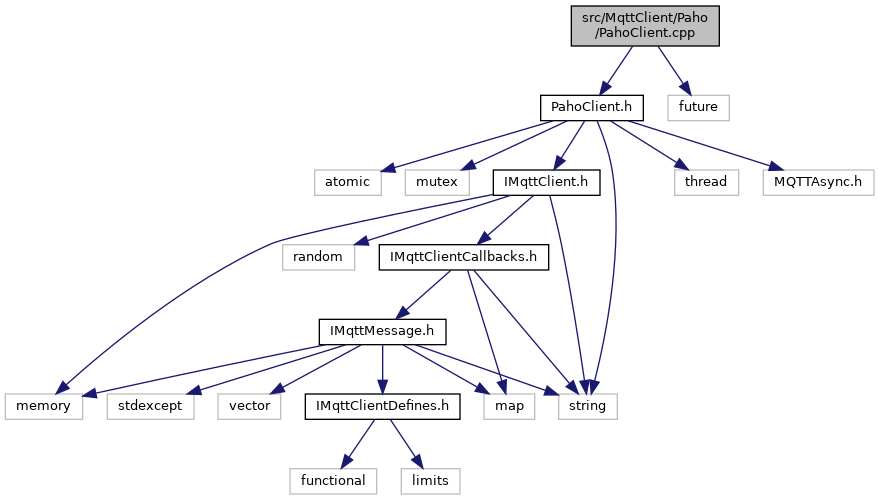 src/MqttClient/Paho
/PahoClient.cpp
PahoClient.h
future
atomic
mutex
IMqttClient.h
thread
MQTTAsync.h
random
IMqttClientCallbacks.h
IMqttMessage.h
memory
stdexcept
vector
IMqttClientDefines.h
map
string
functional
limits